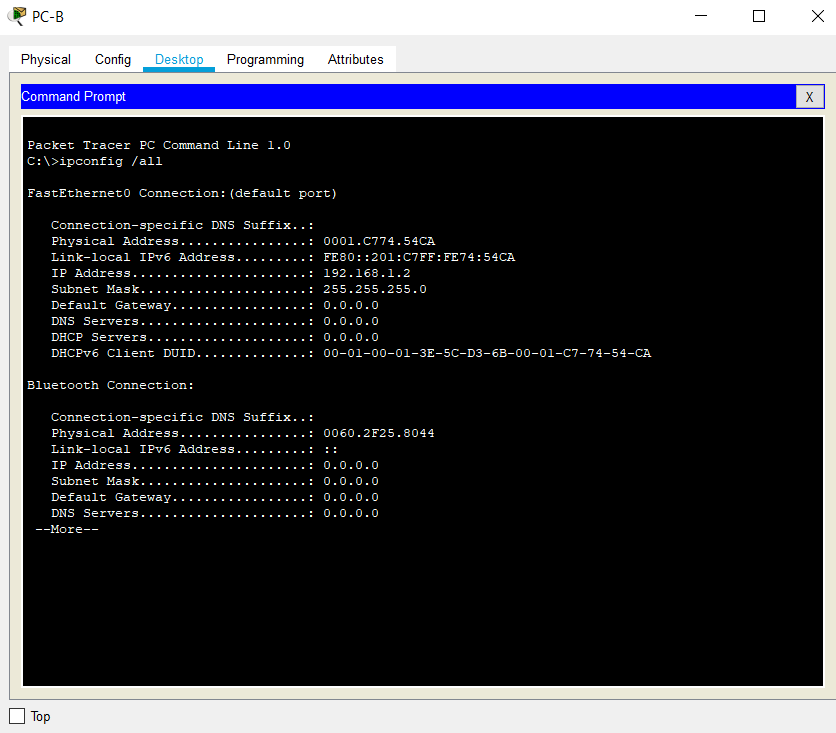 PC-B
Physical Config Desktop Programming Attributes
Command Prompt X
Packet Tracer PC Command Line 1.0
C:\>ipconfig /all
FastEthernet0 Connection:(default port)
Connection-specific DNS Suffix..:
Physical Address................: 0001.C774.54CA
Link-local IPv6 Address.........: FE80::201:C7FF:FE74:54CA
IP Address......................: 192.168.1.2
Subnet Mask.....................: 255.255.255.0
Default Gateway.................: 0.0.0.0
DNS Servers.....................: 0.0.0.0
DHCP Servers....................: 0.0.0.0
DHCPv6 Client DUID..............: 00-01-00-01-3E-5C-D3-6B-00-01-C7-74-54-CA
Bluetooth Connection:
Connection-specific DNS Suffix..:
Physical Address................: 0060.2F25.8044
Link-local IPv6 Address.........: ::
IP Address......................: 0.0.0.0
Subnet Mask.....................: 0.0.0.0
Default Gateway.................: 0.0.0.0
DNS Servers.....................: 0.0.0.0
--More--
Top